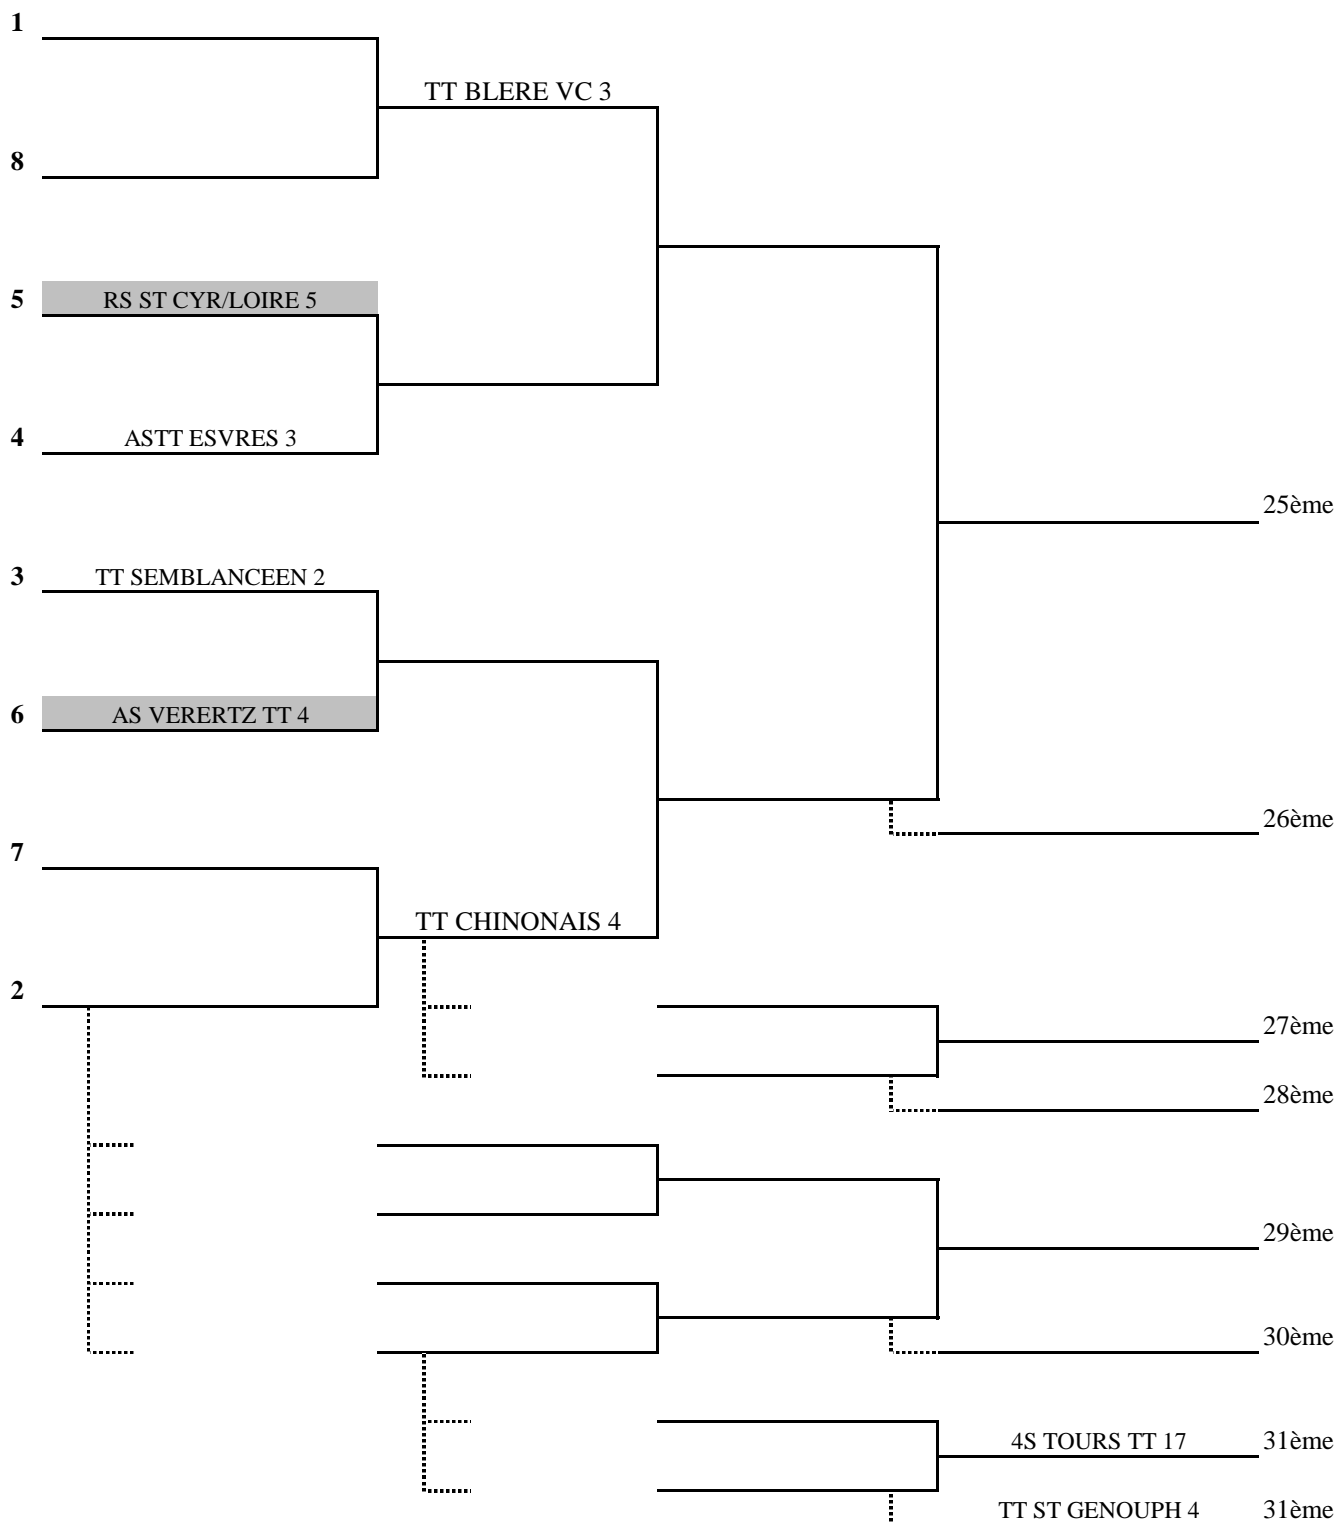 1
TT BLERE VC 3
8
5 RS ST CYR/LOIRE 5
4 ASTT ESVRES 3
25ème
3 TT SEMBLANCEEN 2
6 AS VERERTZ TT 4
26ème
7
TT CHINONAIS 4
2
27ème
28ème
29ème
30ème
4S TOURS TT 17 31ème
TT ST GENOUPH 4 31ème